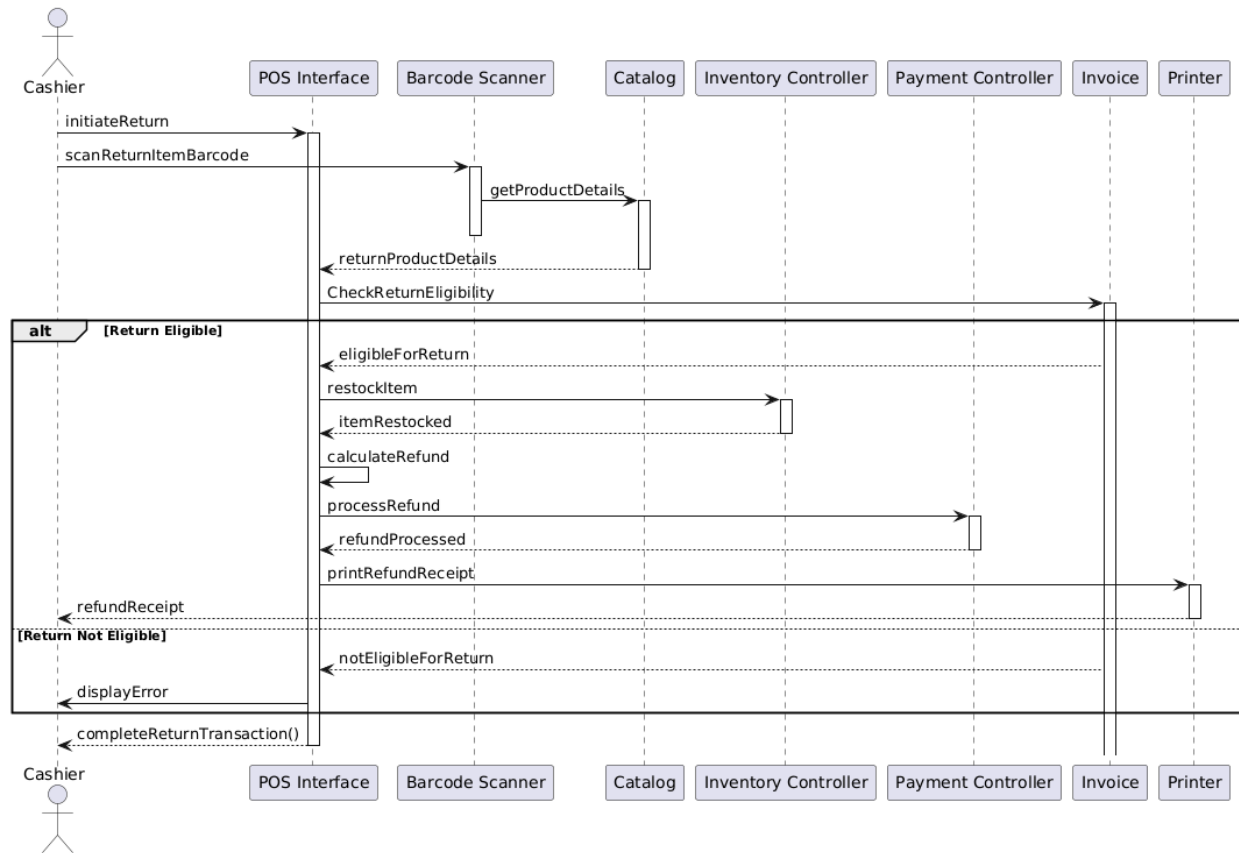 Cashier
POS Interface
Barcode Scanner
Catalog
Inventory Controller
Payment Controller
Invoice
Printer
initiateReturn
scanReturnItemBarcode
getProductDetails
returnProductDetails
CheckReturnEligibility
alt
[Return Eligible]
eligibleForReturn
restockItem
itemRestocked
calculateRefund
processRefund
refundProcessed
printRefundReceipt
refundReceipt
[Return Not Eligible]
notEligibleForReturn
displayError
completeReturnTransaction()
Cashier
POS Interface
Barcode Scanner
Catalog
Inventory Controller
Payment Controller
Invoice
Printer